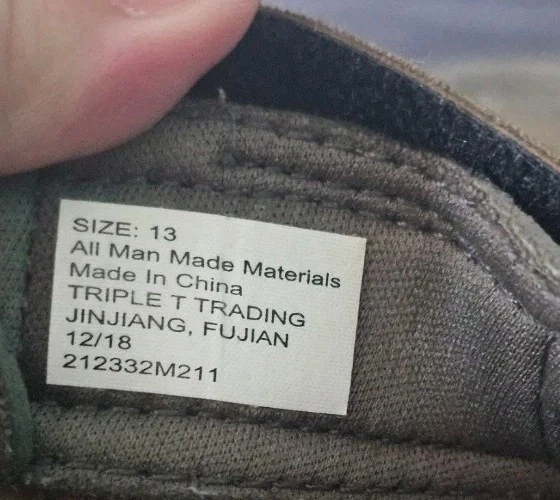 SIZE: 13
All Man Made Materials
Made In China
TRIPLE T TRADING
JINJIANG, FUJIAN
12/18
212332M211